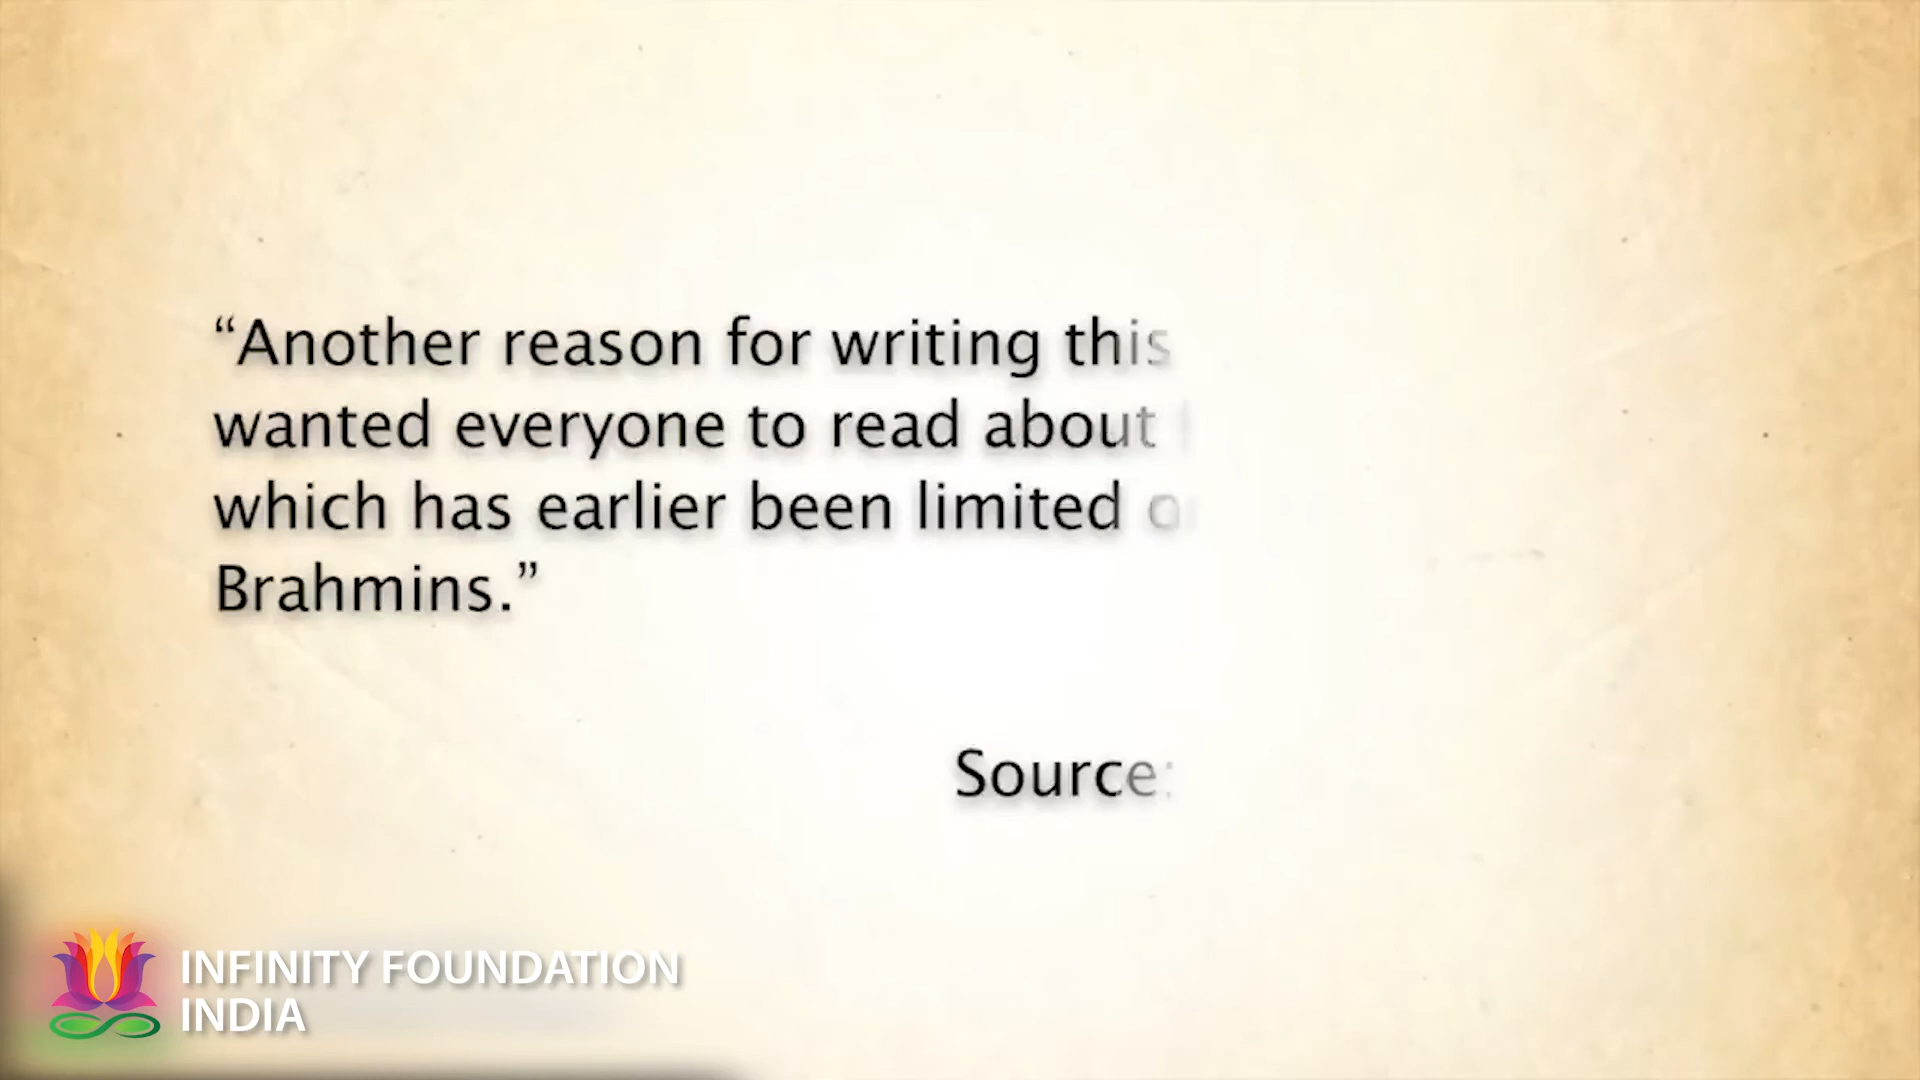 “Another reason for writing this
wanted everyone to read about
which has earlier been limited
Brahmins.”
Source:
INFINITY FOUNDATION
INDIA